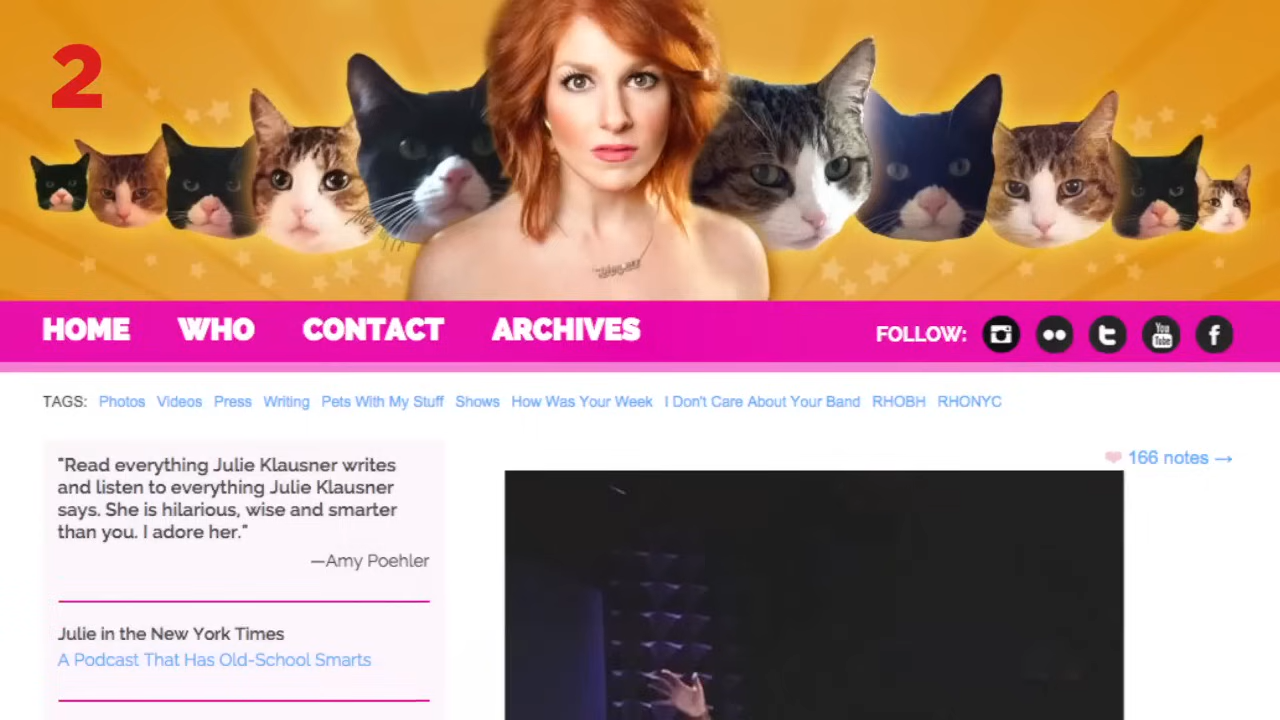 2
HOME WHO CONTACT ARCHIVES FOLLOW: You Tube
TAGS: Photos Videos Press Writing Pets With My Stuff Shows How Was Your Week I Don't Care About Your Band RHOBH RHONYC
"Read everything Julie Klausner writes
and listen to everything Julie Klausner
says. She is hilarious, wise and smarter
than you. I adore her."
—Amy Poehler
Julie in the New York Times
A Podcast That Has Old-School Smarts
166 notes →